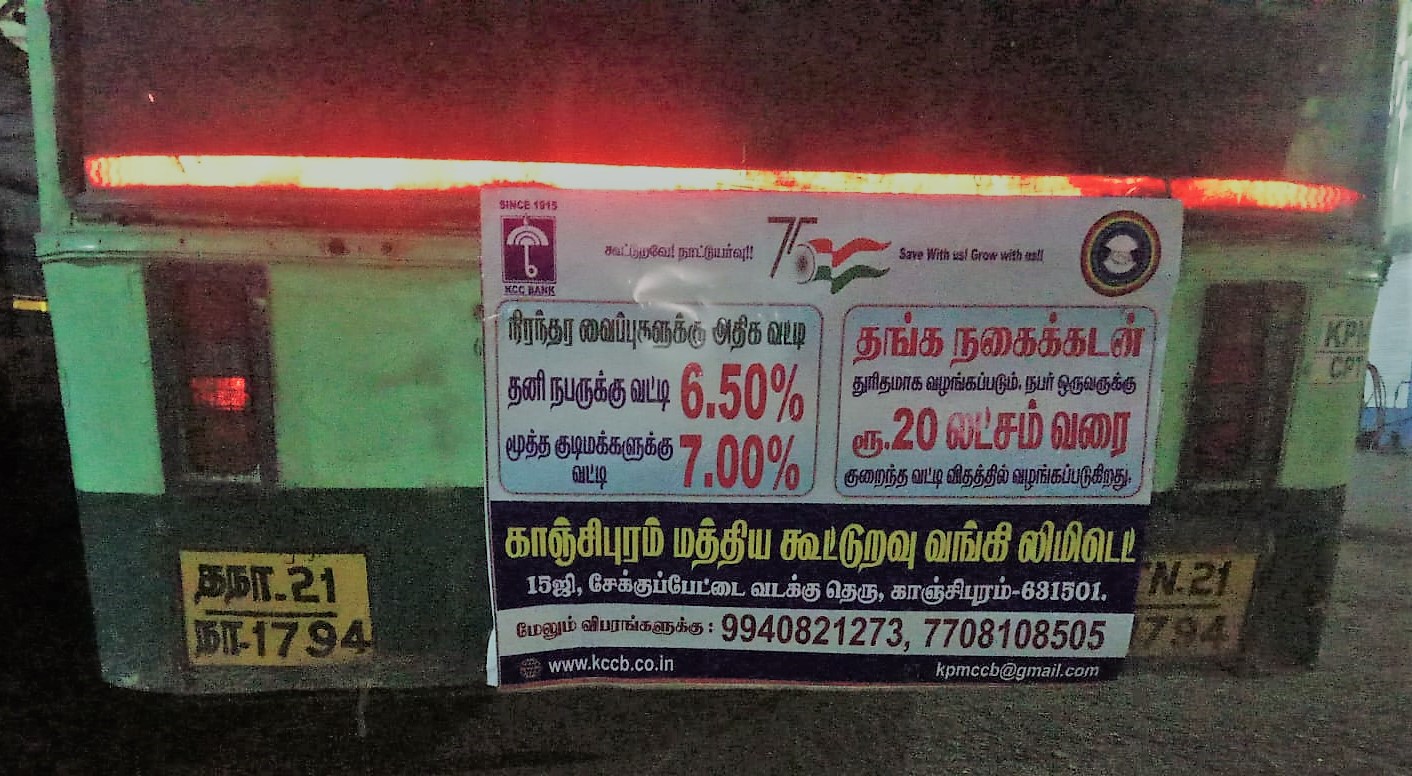 SINCE 1915
KCC BANK
கூட்டுறவே! நாட்டுயர்வு!!
75
Save With us! Grow with us!!
நிரந்தர வைப்புகளுக்கு அதிக வட்டி
தனி நபருக்கு வட்டி 6.50%
மூத்த குடிமக்களுக்கு
வட்டி 7.00%
தங்க நகைக்கடன்
துரிதமாக வழங்கப்படும். நபர் ஒருவருக்கு
ரூ.20 லட்சம் வரை
குறைந்த வட்டி விதத்தில் வழங்கப்படுகிறது.
காஞ்சிபுரம் மத்திய கூட்டுறவு வங்கி லிமிடெட்
15ஜி, சேக்குப்பேட்டை வடக்கு தெரு, காஞ்சிபுரம்-631501.
மேலும் விபரங்களுக்கு : 9940821273, 7708108505
www.kccb.co.in
kpmccb@gmail.com
தநா.21
நா-1794
TN.21
1794
KPM
CPT